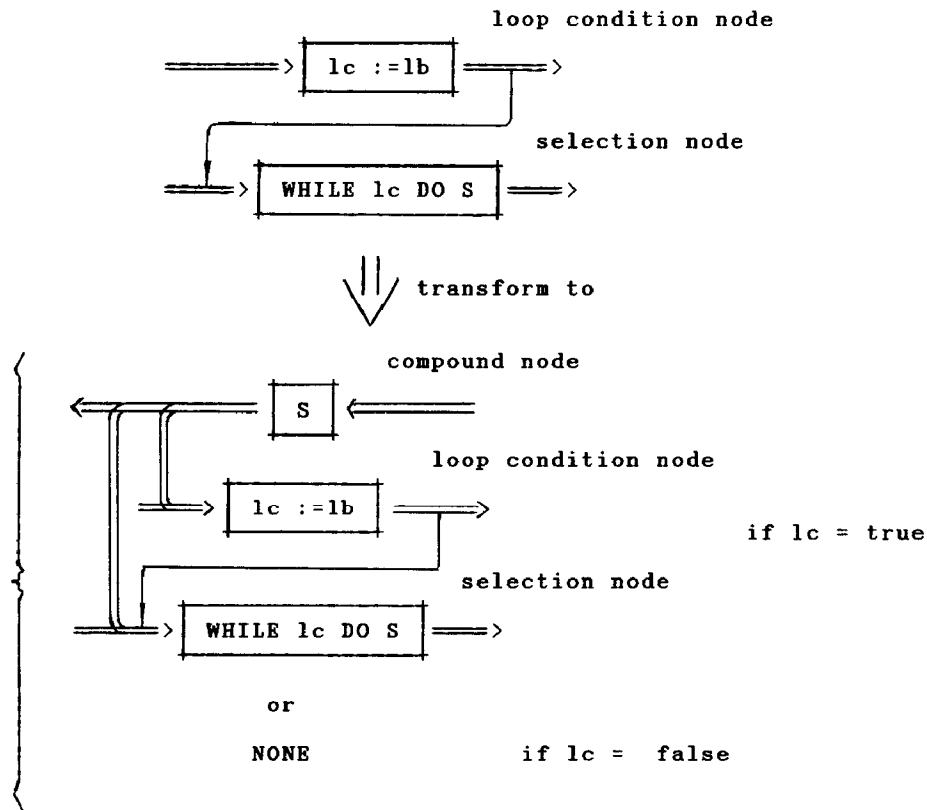 loop condition node
lc :=lb
selection node
WHILE lc DO S
transform to
compound node
S
loop condition node
lc :=lb
if lc = true
selection node
WHILE lc DO S
or
NONE if lc = false